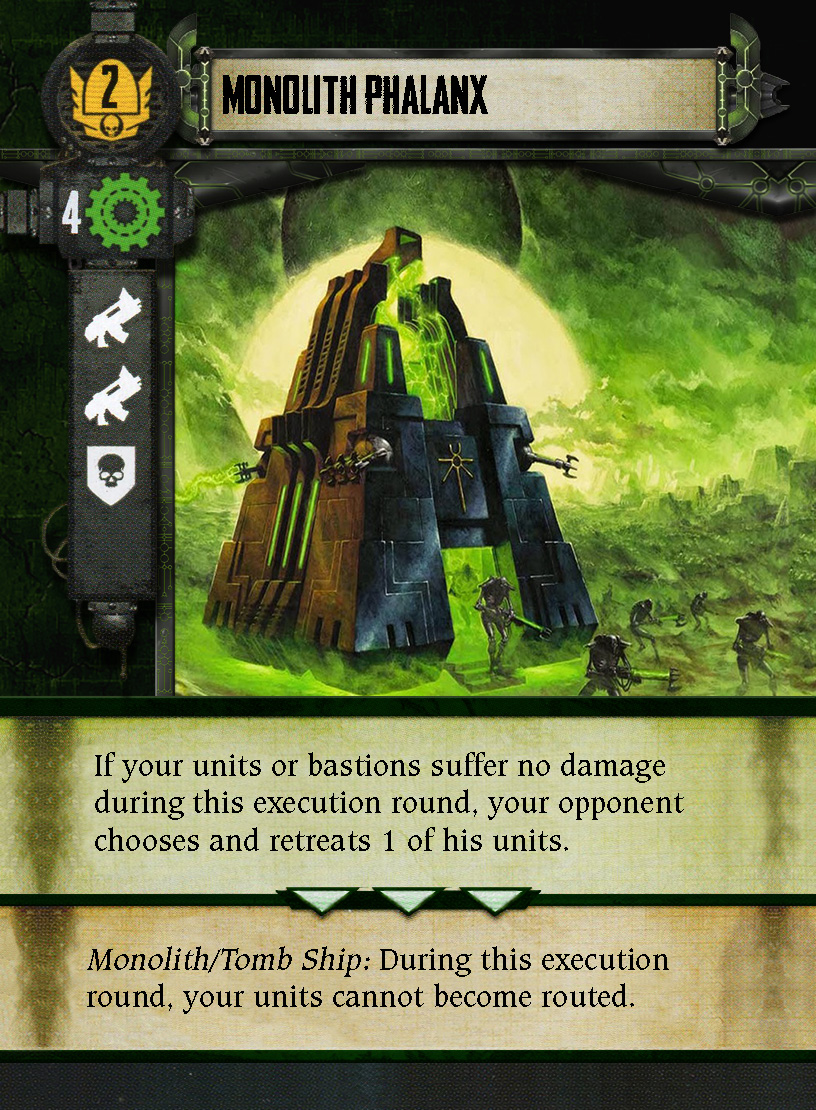 2
MONOLITH PHALANX
4
If your units or bastions suffer no damage
during this execution round, your opponent
chooses and retreats 1 of his units.
Monolith/Tomb Ship: During this execution
round, your units cannot become routed.